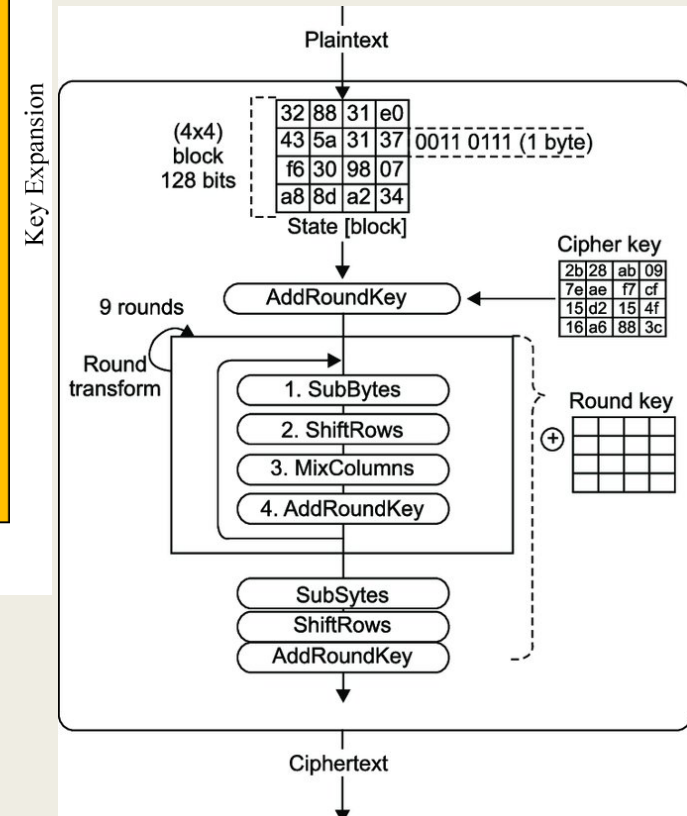 Key Expansion
Plaintext
(4x4)
block
128 bits
32 88 31 e0
43 5a 31 37
f6 30 98 07
a8 8d a2 34
0011 0111 (1 byte)
State [block]
Cipher key
2b 28 ab 09
7e ae f7 cf
15 d2 15 4f
16 a6 88 3c
AddRoundKey
9 rounds
Round
transform
1. SubBytes
2. ShiftRows
3. MixColumns
4. AddRoundKey
Round key
+
SubSytes
ShiftRows
AddRoundKey
Ciphertext